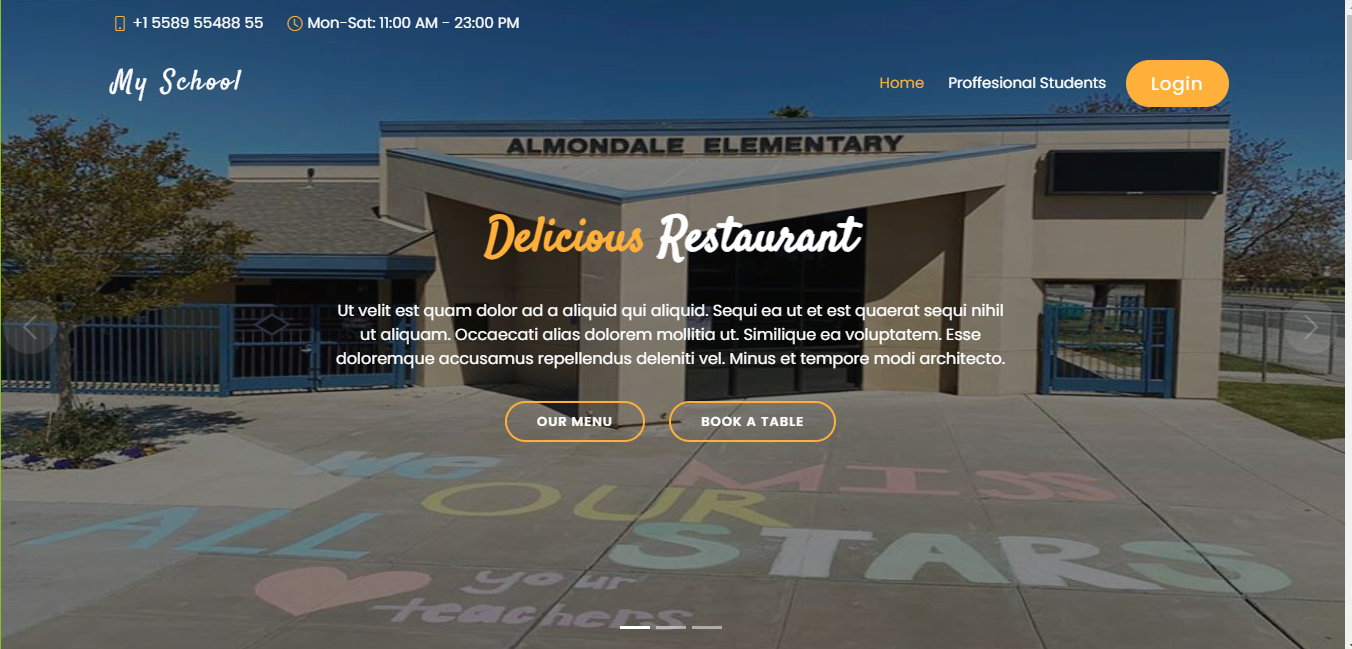 +1 5589 55488 55 Mon-Sat: 11:00 AM - 23:00 PM
My School
Home Proffesional Students Login
ALMONDALE ELEMENTARY
Delicious Restaurant
Ut velit est quam dolor ad a aliquid qui aliquid. Sequi ea ut et est quaerat sequi nihil
ut aliquam. Occaecati alias dolorem mollitia ut. Similique ea voluptatem. Esse
doloremque accusamus repellendus deleniti vel. Minus et tempore modi architecto.
OUR MENU BOOK A TABLE
WE MISS
OUR
ALL STARS
your
teachers